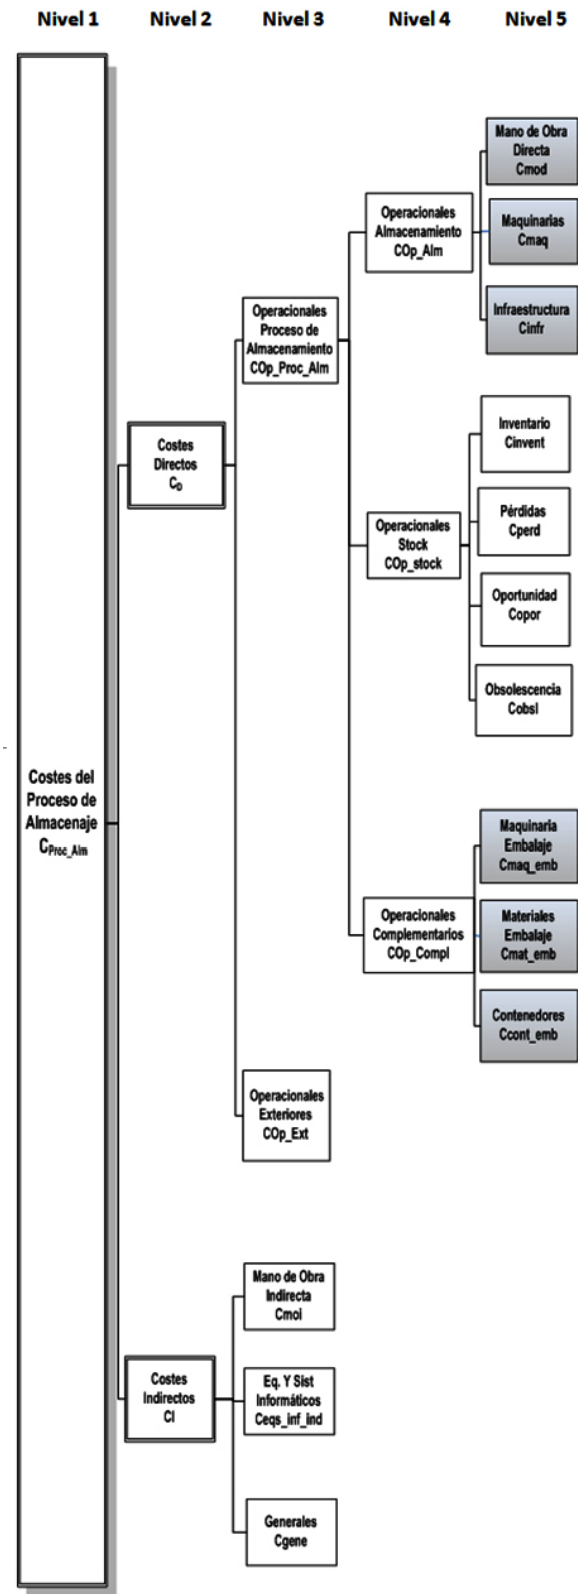 Nivel 1 Nivel 2 Nivel 3 Nivel 4 Nivel 5
Costes del
Proceso de
Almacenaje
CProc_Alm
Costes
Directos
CD
Operacionales
Proceso de
Almacenamiento
COp_Proc_Alm
Operacionales
Almacenamiento
COp_Alm
Mano de Obra
Directa
Cmod
Maquinarias
Cmaq
Infraestructura
Cinfr
Operacionales
Stock
COp_stock
Inventario
Cinvent
Pérdidas
Cperd
Oportunidad
Copor
Obsolescencia
Cobsl
Operacionales
Complementarios
COp_Compl
Maquinaria
Embalaje
Cmaq_emb
Materiales
Embalaje
Cmat_emb
Contenedores
Ccont_emb
Operacionales
Exteriores
COp_Ext
Costes
Indirectos
CI
Mano de Obra
Indirecta
Cmoi
Eq. Y Sist
Informáticos
Ceqs_inf_ind
Generales
Cgene